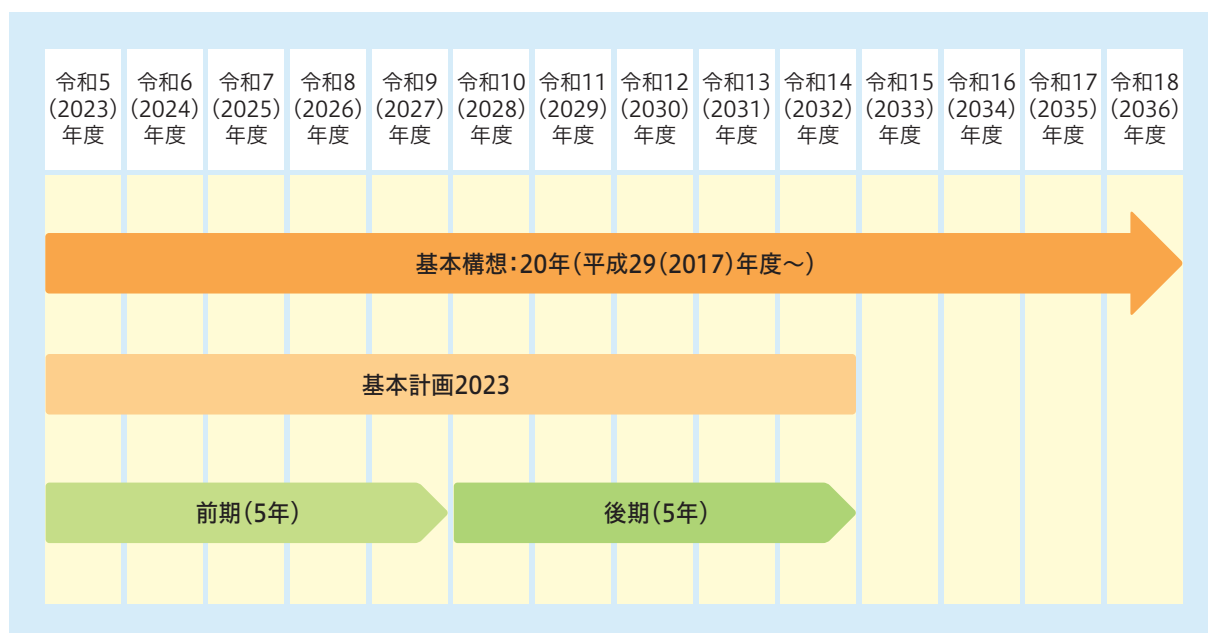 令和5
(2023)
年度
令和6
(2024)
年度
令和7
(2025)
年度
令和8
(2026)
年度
令和9
(2027)
年度
令和10
(2028)
年度
令和11
(2029)
年度
令和12
(2030)
年度
令和13
(2031)
年度
令和14
(2032)
年度
令和15
(2033)
年度
令和16
(2034)
年度
令和17
(2035)
年度
令和18
(2036)
年度
基本構想：20年（平成29（2017）年度～）
基本計画2023
前期（5年）
後期（5年）